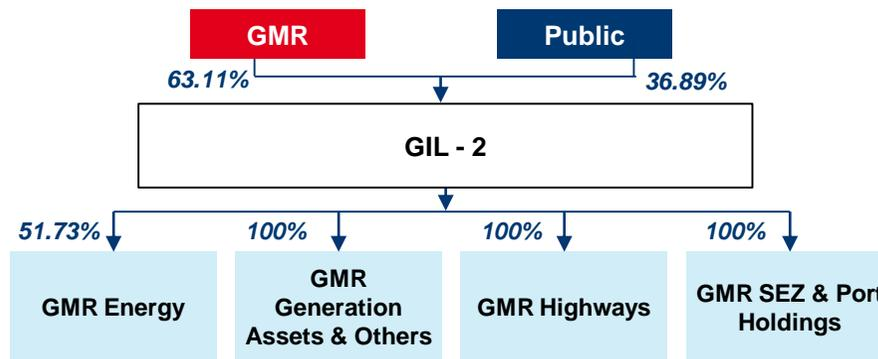 GMR
Public
63.11%
36.89%
GIL - 2
51.73%
100%
100%
100%
GMR Energy
GMR
Generation
Assets & Others
GMR Highways
GMR SEZ & Port
Holdings